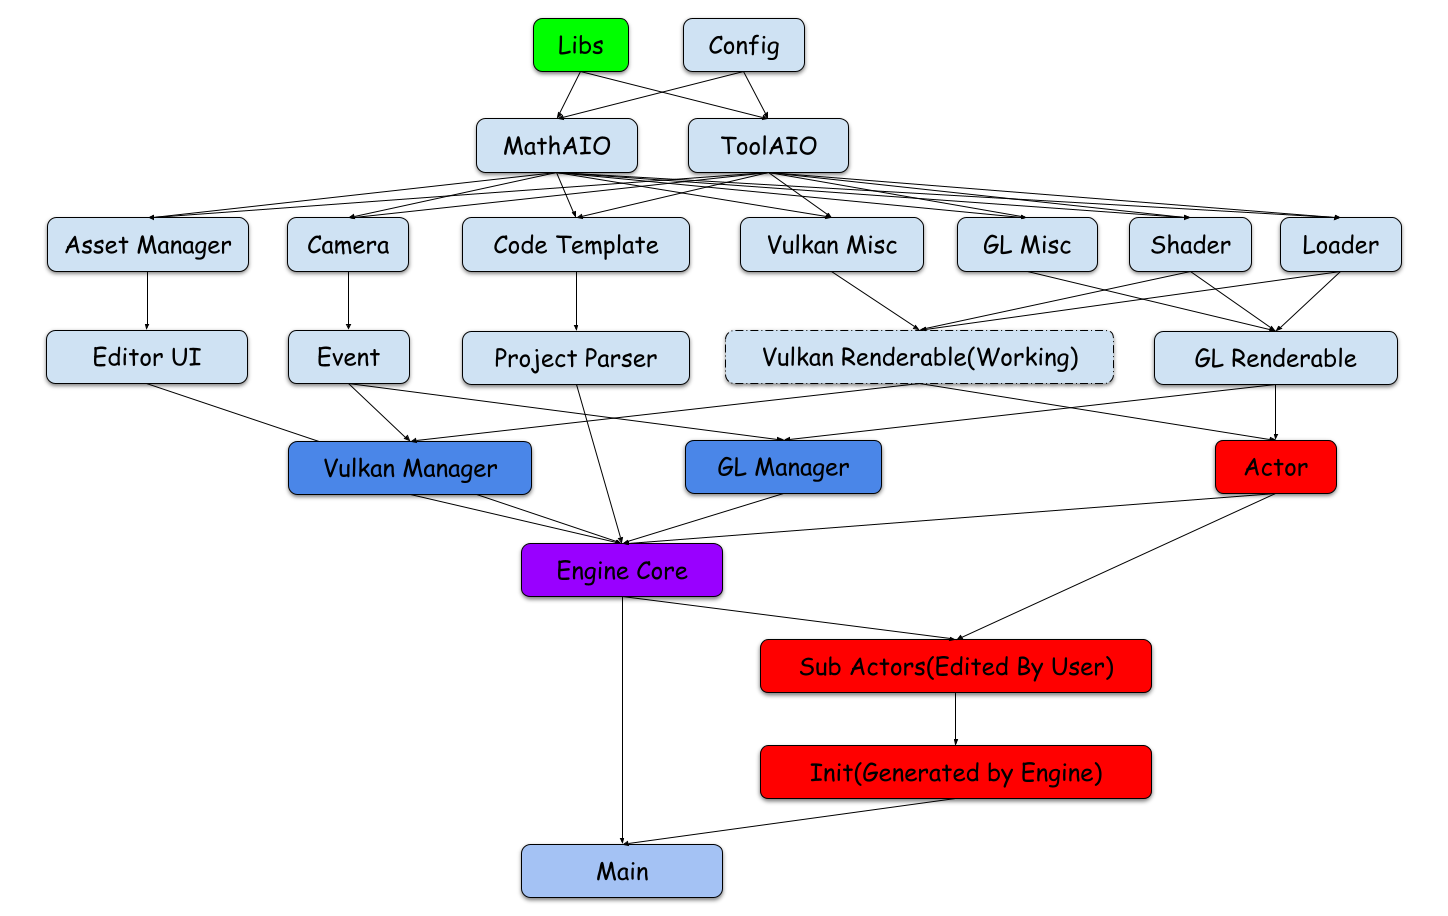 Libs
Config
MathAIO
ToolAIO
Asset Manager
Camera
Code Template
Vulkan Misc
GL Misc
Shader
Loader
Editor UI
Event
Project Parser
Vulkan Renderable(Working)
GL Renderable
Vulkan Manager
GL Manager
Actor
Engine Core
Sub Actors(Edited By User)
Init(Generated by Engine)
Main